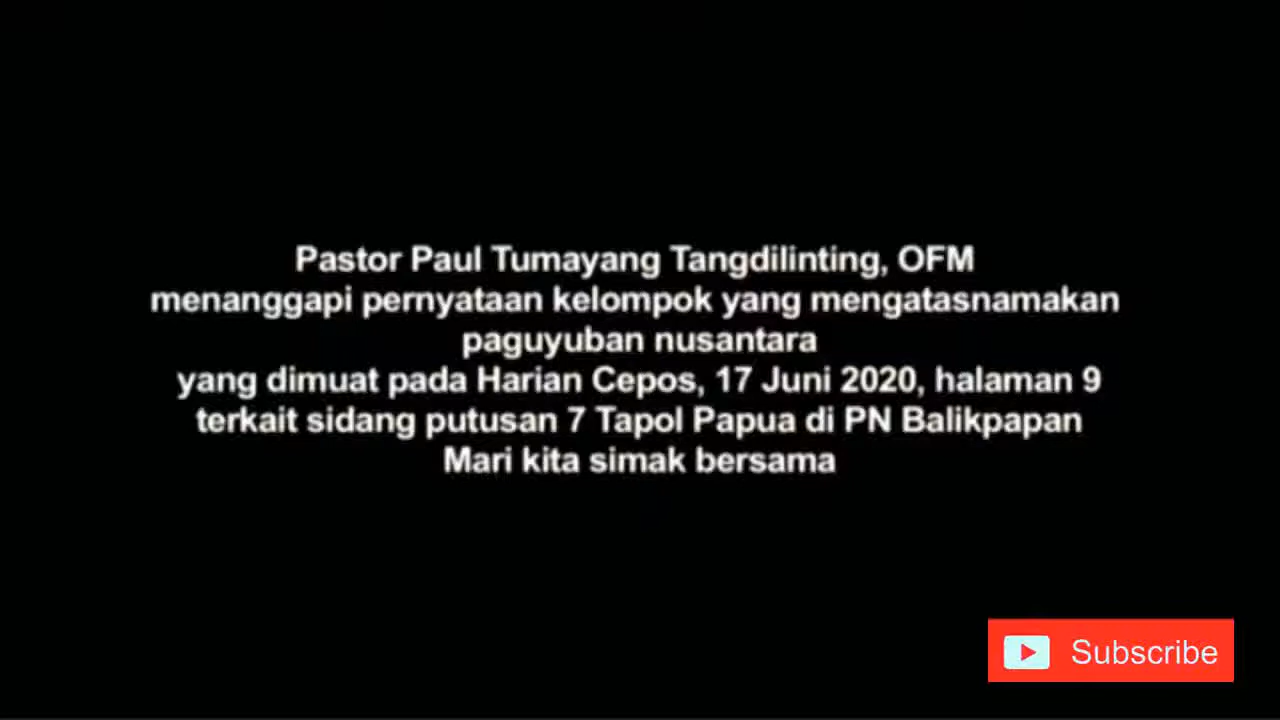 Pastor Paul Tumayang Tangdilinting, OFM
menanggapi pernyataan kelompok yang mengatasnamakan
paguyuban nusantara
yang dimuat pada Harian Cepos, 17 Juni 2020, halaman 9
terkait sidang putusan 7 Tapol Papua di PN Balikpapan
Mari kita simak bersama
Subscribe